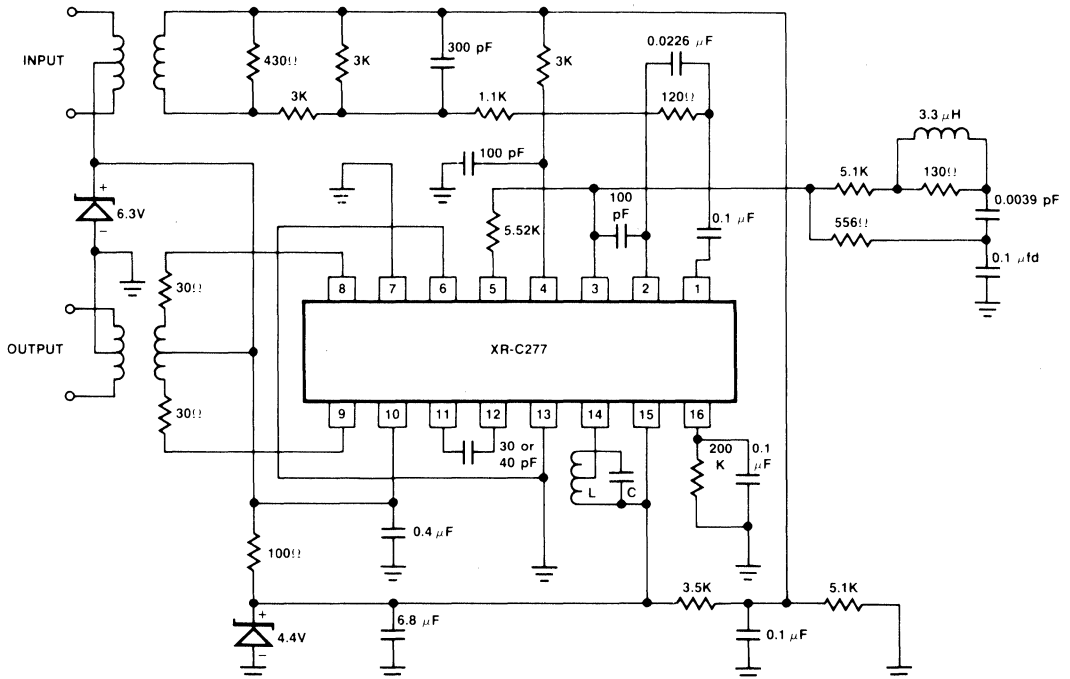 INPUT
430Ω
3K
3K
300 pF
1.1K
3K
0.0226 μF
120Ω
3.3 μH
5.1K
130Ω
0.0039 pF
556Ω
0.1 μfd
100 pF
100
pF
0.1 μF
5.52K
+
6.3V
−
30Ω
8
7
6
5
4
3
2
1
OUTPUT
XR-C277
30Ω
9
10
11
12
13
14
15
16
30 or
40 pF
L
C
200
K
0.1
μF
0.4 μF
100Ω
3.5K
5.1K
+
4.4V
−
6.8 μF
0.1 μF